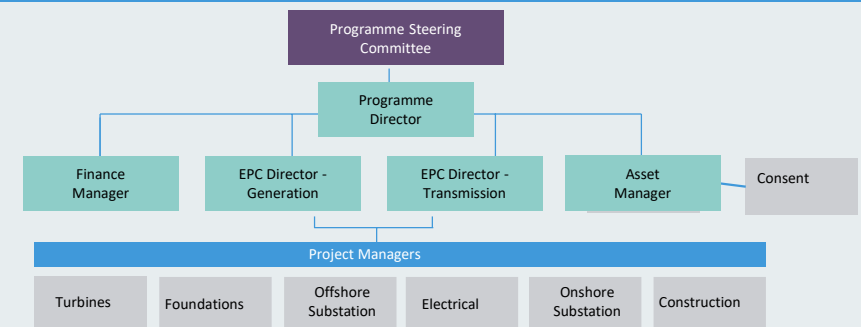 Programme Steering
Committee
Programme
Director
Finance
Manager
EPC Director -
Generation
EPC Director -
Transmission
Asset
Manager
Consent
Project Managers
Turbines
Foundations
Offshore
Substation
Electrical
Onshore
Substation
Construction